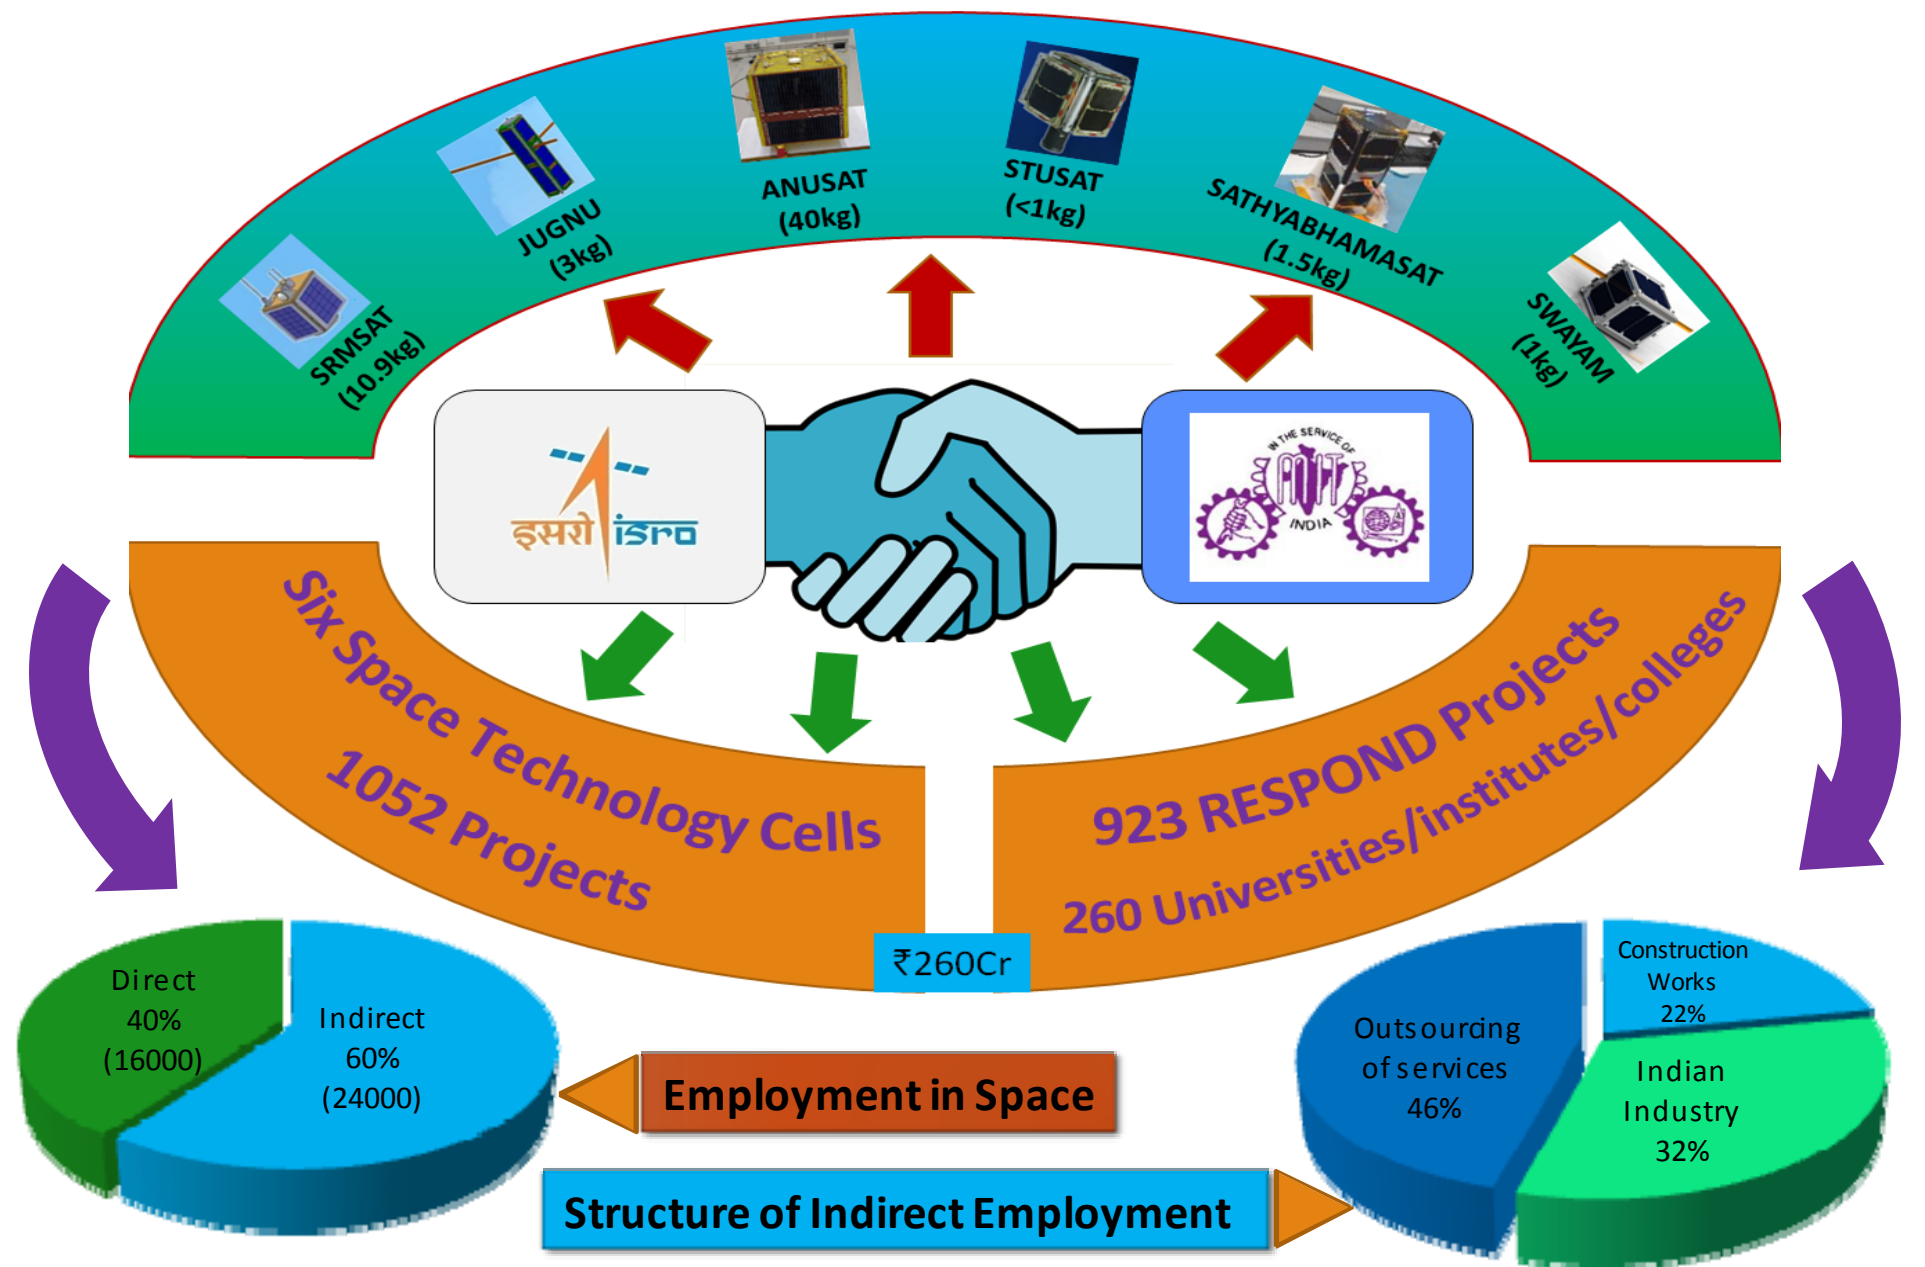 SRMSAT
(10.9kg)
JUGNU
(3kg)
ANUSAT
(40kg)
STUSAT
(<1kg)
SATHYABHAMASAT
(1.5kg)
SWAYAM
(1kg)
इसरो isro
IN THE SERVICE OF
INDIA
Six Space Technology Cells
1052 Projects
923 RESPOND Projects
260 Universities/institutes/colleges
₹260Cr
Direct
40%
(16000)
Indirect
60%
(24000)
Employment in Space
Structure of Indirect Employment
Construction
Works
22%
Outsourcing
of services
46%
Indian
Industry
32%